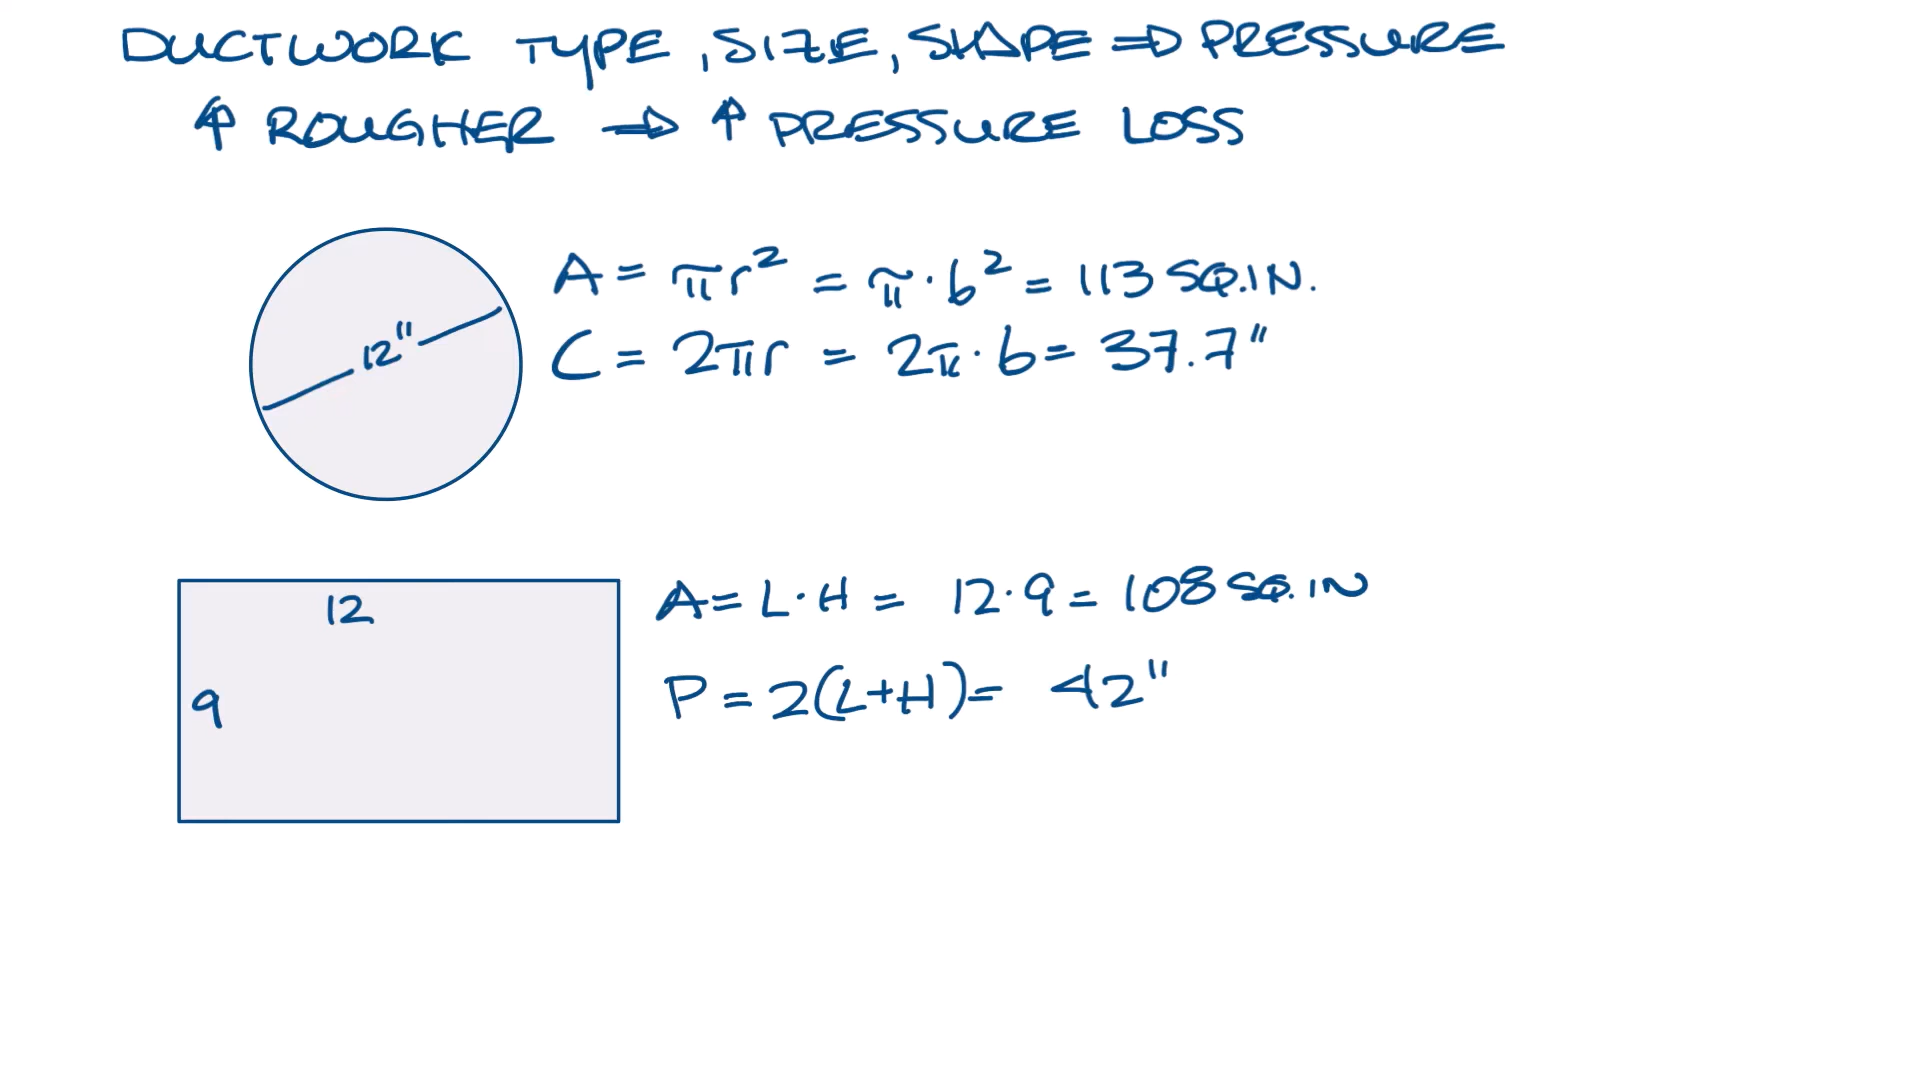 DUCTWORK TYPE, SIZE, SHAPE ⇒ PRESSURE
↑ ROUGHER ⇒ ↑ PRESSURE LOSS
A = πr² = π·6² = 113 SQ.IN.
12"
C = 2πr = 2π·6 = 37.7"
12
A = L·H = 12·9 = 108 SQ.IN
9
P = 2(L+H) = 42"